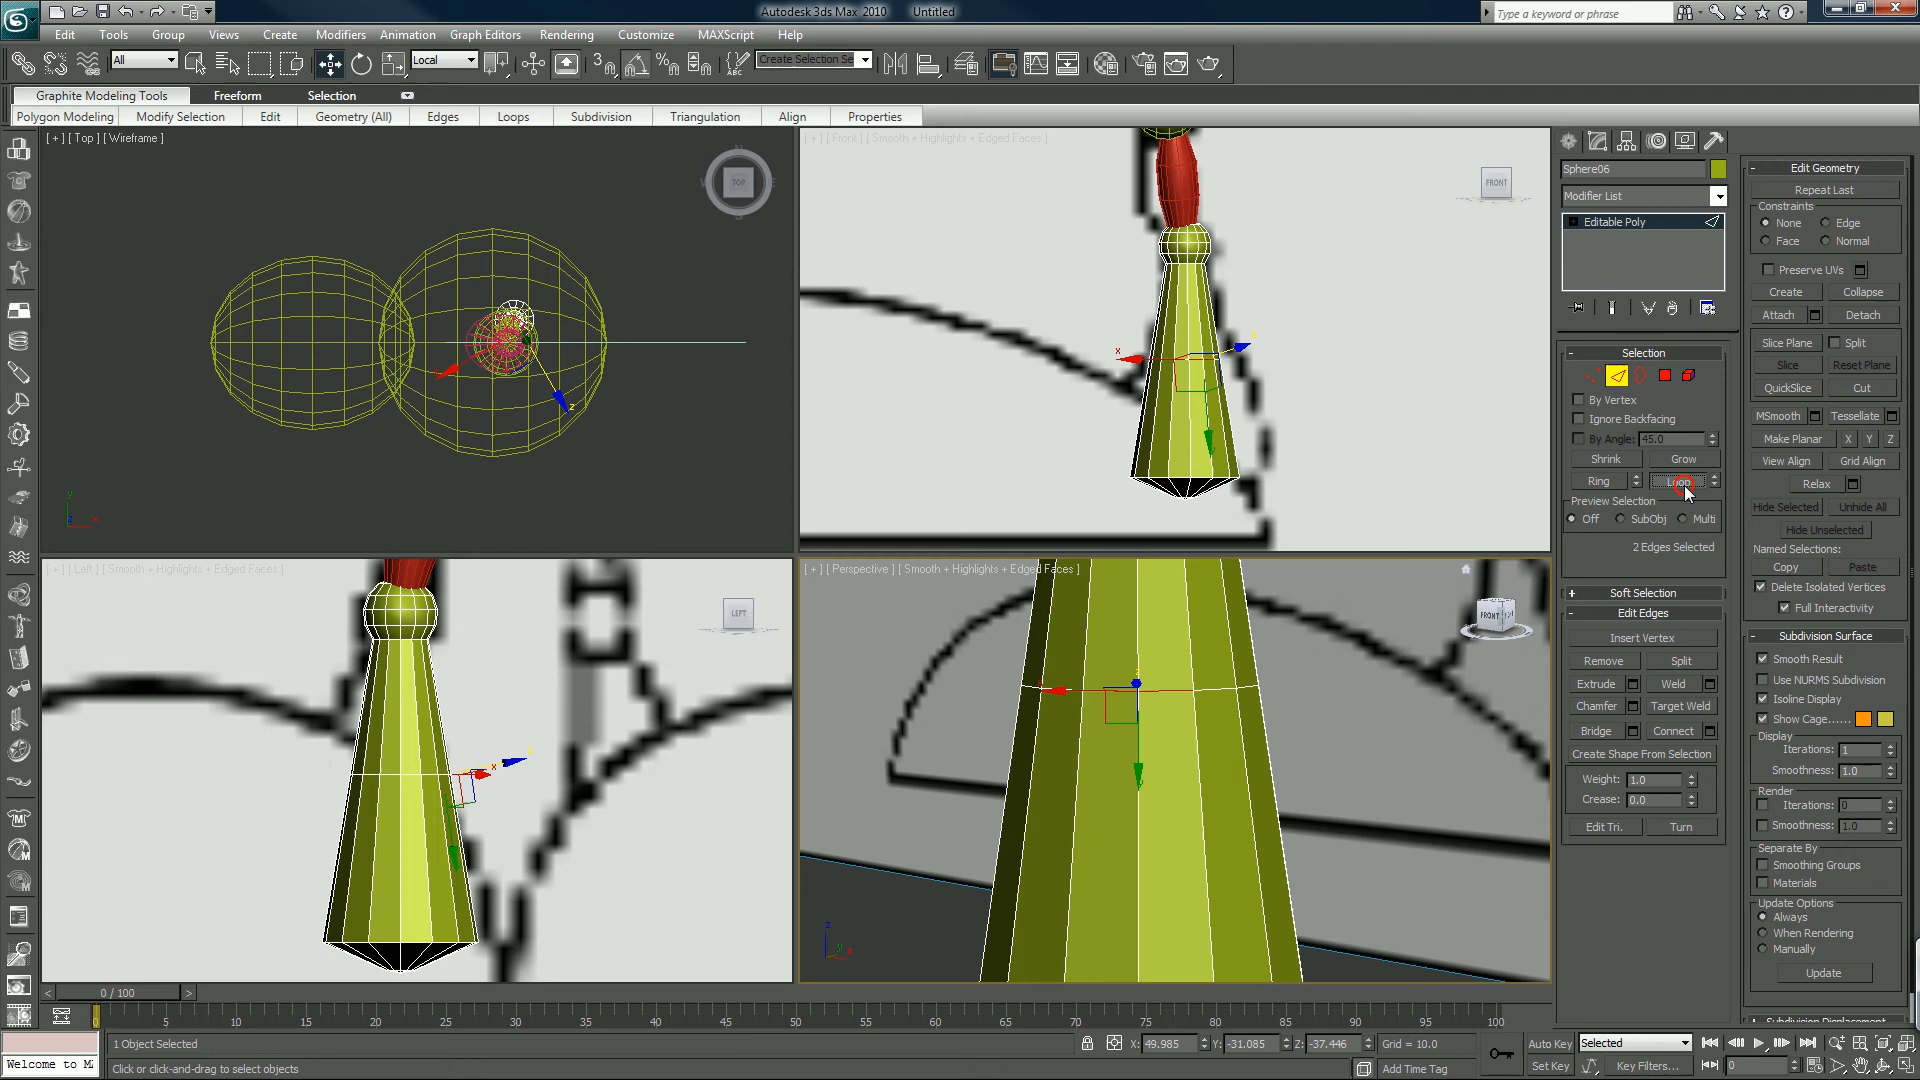 Autodesk 3ds Max 2010 Untitled
Type a keyword or phrase
Edit Tools Group Views Create Modifiers Animation Graph Editors Rendering Customize MAXScript Help
All
Local
Create Selection Se
Graphite Modeling Tools Freeform Selection
Polygon Modeling Modify Selection Edit Geometry (All) Edges Loops Subdivision Triangulation Align Properties
[ + ] [ Top ] [ Wireframe ]
TOP
[ + ] [ Front ] [ Smooth + Highlights + Edged Faces ]
FRONT
[ + ] [ Left ] [ Smooth + Highlights + Edged Faces ]
LEFT
[ + ] [ Perspective ] [ Smooth + Highlights + Edged Faces ]
FRONT
Sphere06
Modifier List
Editable Poly
Selection
By Vertex
Ignore Backfacing
By Angle: 45.0
Shrink Grow
Ring Loop
Preview Selection
Off SubObj Multi
2 Edges Selected
Soft Selection
Edit Edges
Insert Vertex
Remove Split
Extrude Weld
Chamfer Target Weld
Bridge Connect
Create Shape From Selection
Weight: 1.0
Crease: 0.0
Edit Tri. Turn
Edit Geometry
Repeat Last
Constraints
None Edge
Face Normal
Preserve UVs
Create Collapse
Attach Detach
Slice Plane Split
Slice Reset Plane
QuickSlice Cut
MSmooth Tessellate
Make Planar X Y Z
View Align Grid Align
Relax
Hide Selected Unhide All
Hide Unselected
Named Selections:
Copy Paste
Delete Isolated Vertices
Full Interactivity
Subdivision Surface
Smooth Result
Use NURMS Subdivision
Isoline Display
Show Cage......
Display
Iterations: 1
Smoothness: 1.0
Render
Iterations: 0
Smoothness: 1.0
Separate By
Smoothing Groups
Materials
Update Options
Always
When Rendering
Manually
Update
Subdivision Displacement
< 0 / 100 >
0 5 10 15 20 25 30 35 40 45 50 55 60 65 70 75 80 85 90 95 100
1 Object Selected
X: 49.985 Y: -31.085 Z: -37.446 Grid = 10.0
Auto Key Selected
Welcome to M
Click or click-and-drag to select objects
Add Time Tag
Set Key Key Filters... 0